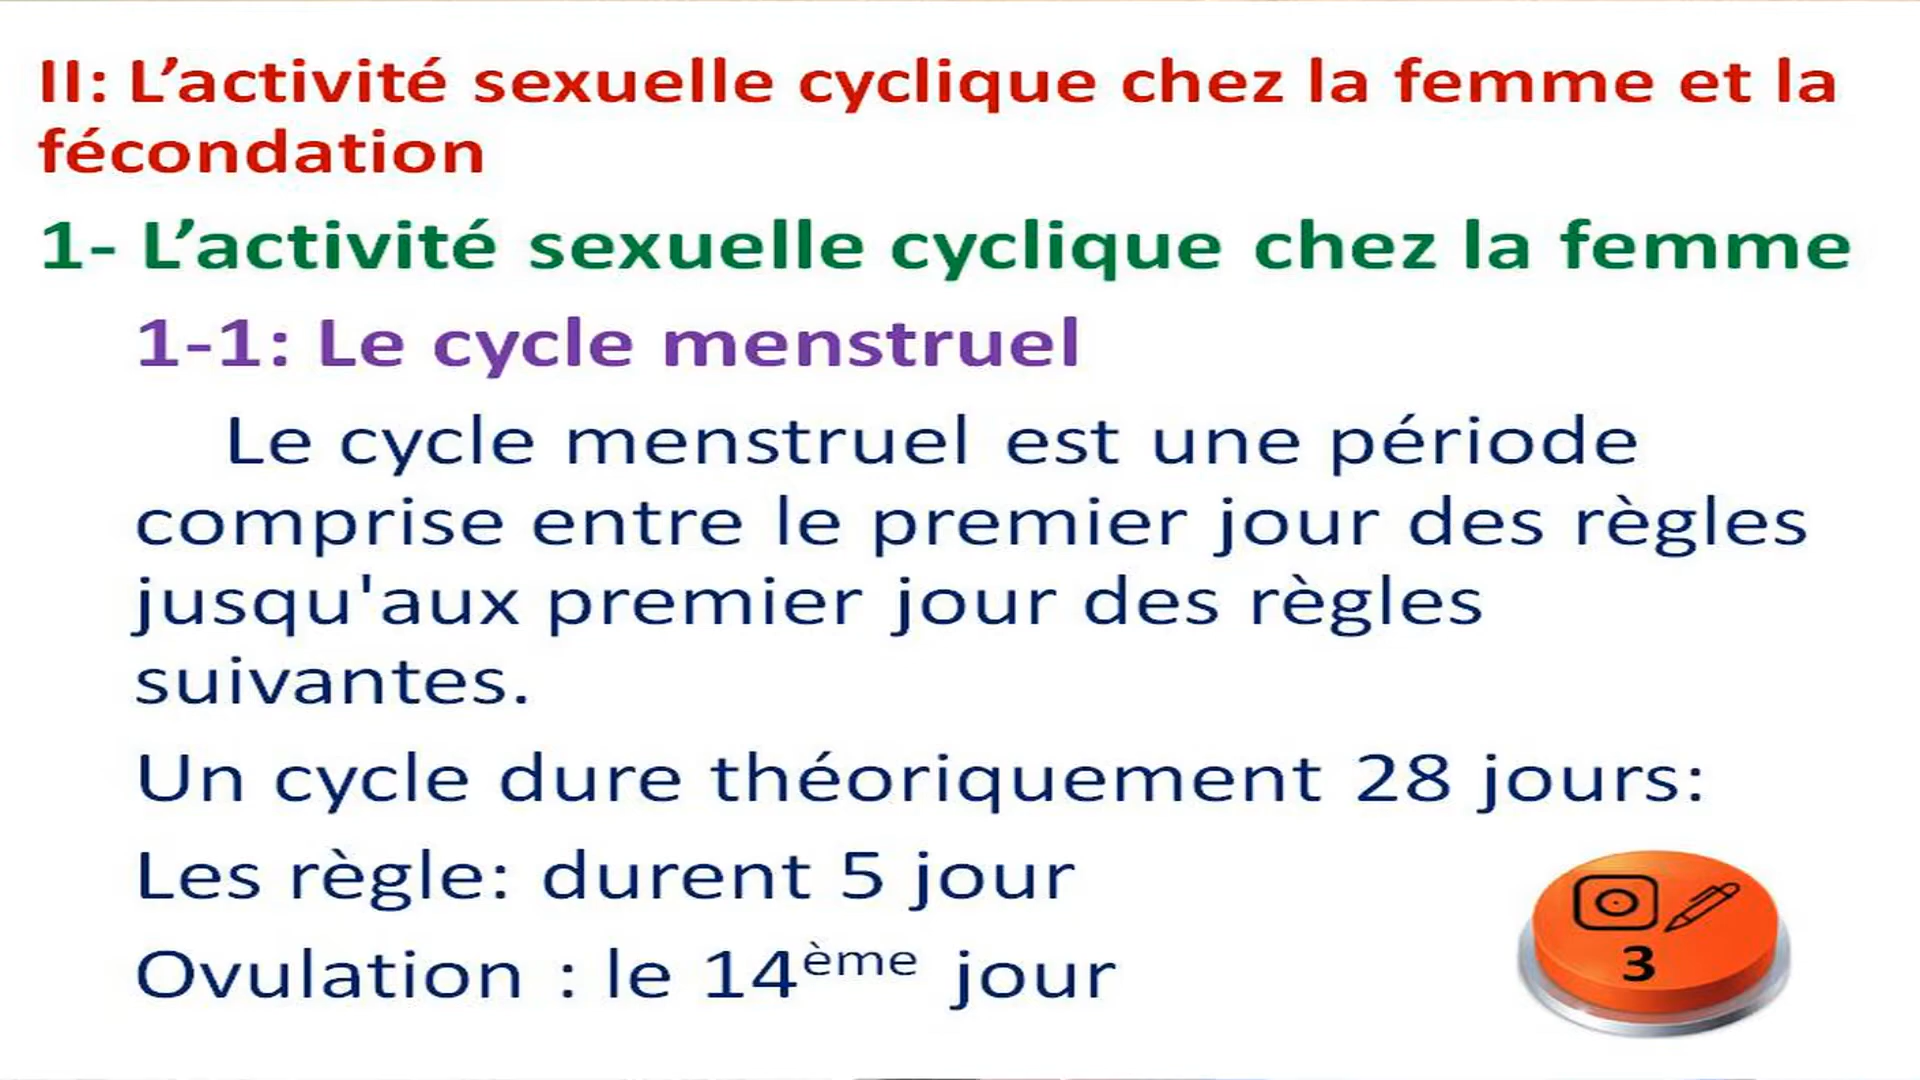 II: L’activité sexuelle cyclique chez la femme et la
fécondation
1- L’activité sexuelle cyclique chez la femme
1-1: Le cycle menstruel
Le cycle menstruel est une période
comprise entre le premier jour des règles
jusqu'aux premier jour des règles
suivantes.
Un cycle dure théoriquement 28 jours:
Les règle: durent 5 jour
Ovulation : le 14ème jour
3